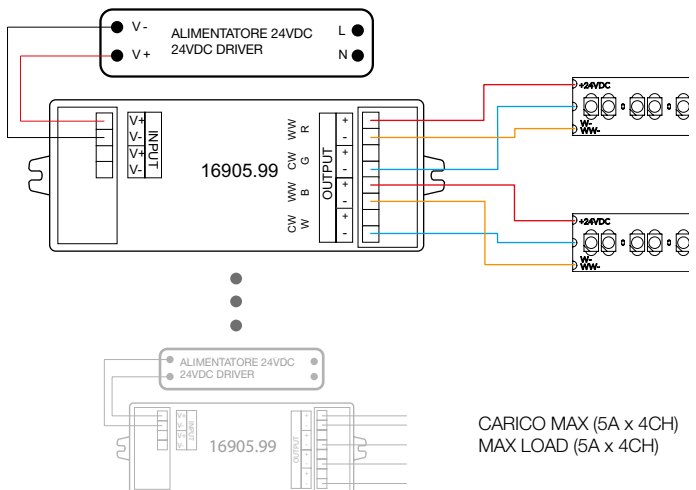 V-
ALIMENTATORE 24VDC
L
V+
24VDC DRIVER
N
V+
V-
V+
V-
INPUT
16905.99
WW
CW
WW
CW
R
G
B
W
OUTPUT
+
-
+
-
+
-
+
-
+24VDC
W-
WW-
+24VDC
W-
WW-
ALIMENTATORE 24VDC
24VDC DRIVER
V+
V-
V+
V-
INPUT
16905.99
OUTPUT
+
-
+
-
+
CARICO MAX (5A x 4CH)
MAX LOAD (5A x 4CH)